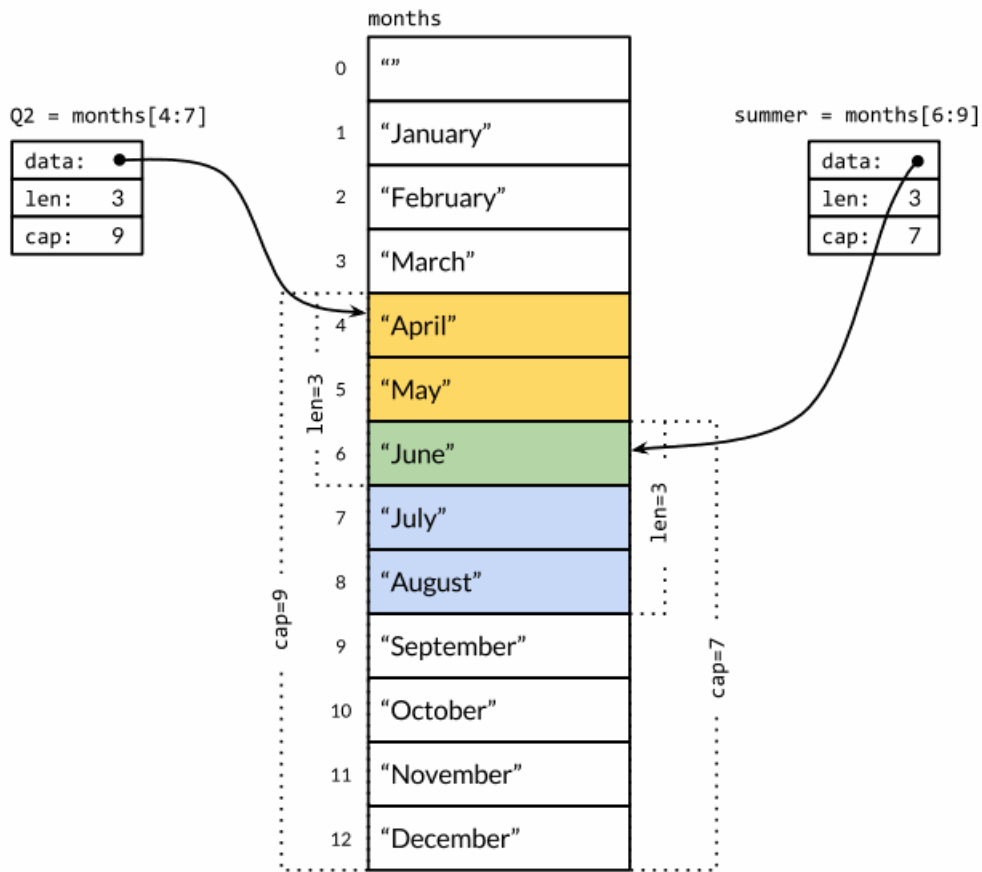 months
0 “”
Q2 = months[4:7]
data:
len: 3
cap: 9
summer = months[6:9]
data:
len: 3
cap: 7
1 “January”
2 “February”
3 “March”
4 “April”
5 “May”
6 “June”
7 “July”
8 “August”
9 “September”
10 “October”
11 “November”
12 “December”
len=3
cap=9
len=3
cap=7